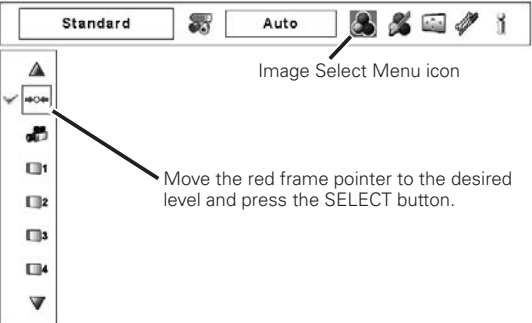 Standard
Auto
Image Select Menu icon
Move the red frame pointer to the desired
level and press the SELECT button.
1
2
3
4